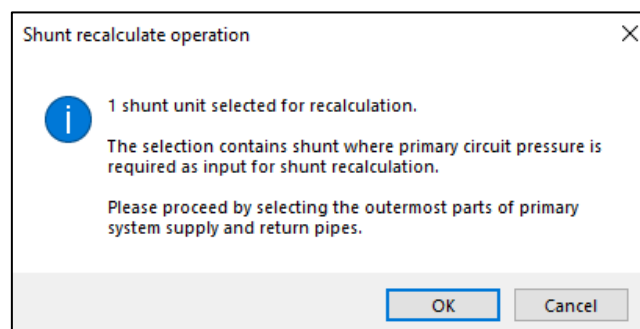 Shunt recalculate operation
1 shunt unit selected for recalculation.
The selection contains shunt where primary circuit pressure is
required as input for shunt recalculation.
Please proceed by selecting the outermost parts of primary
system supply and return pipes.
OK
Cancel